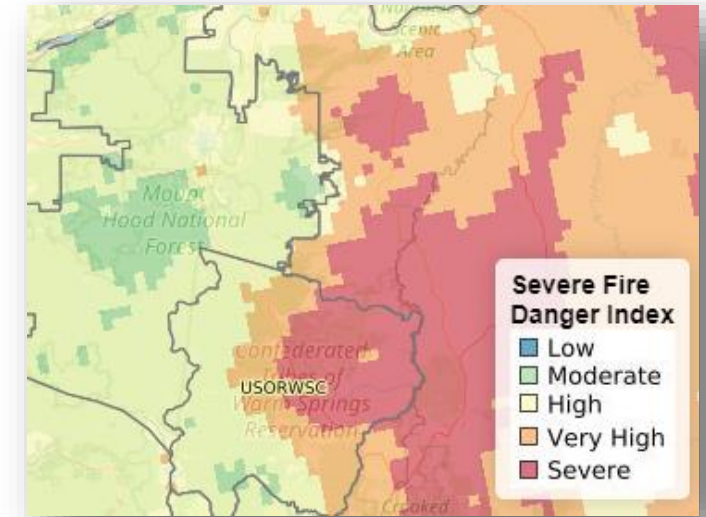 National
Scenic
Area
Mount
Hood National
Forest
Confederated
Tribes of
USORWSC
Warm Springs
Reservation
Crooked
Severe Fire
Danger Index
Low
Moderate
High
Very High
Severe